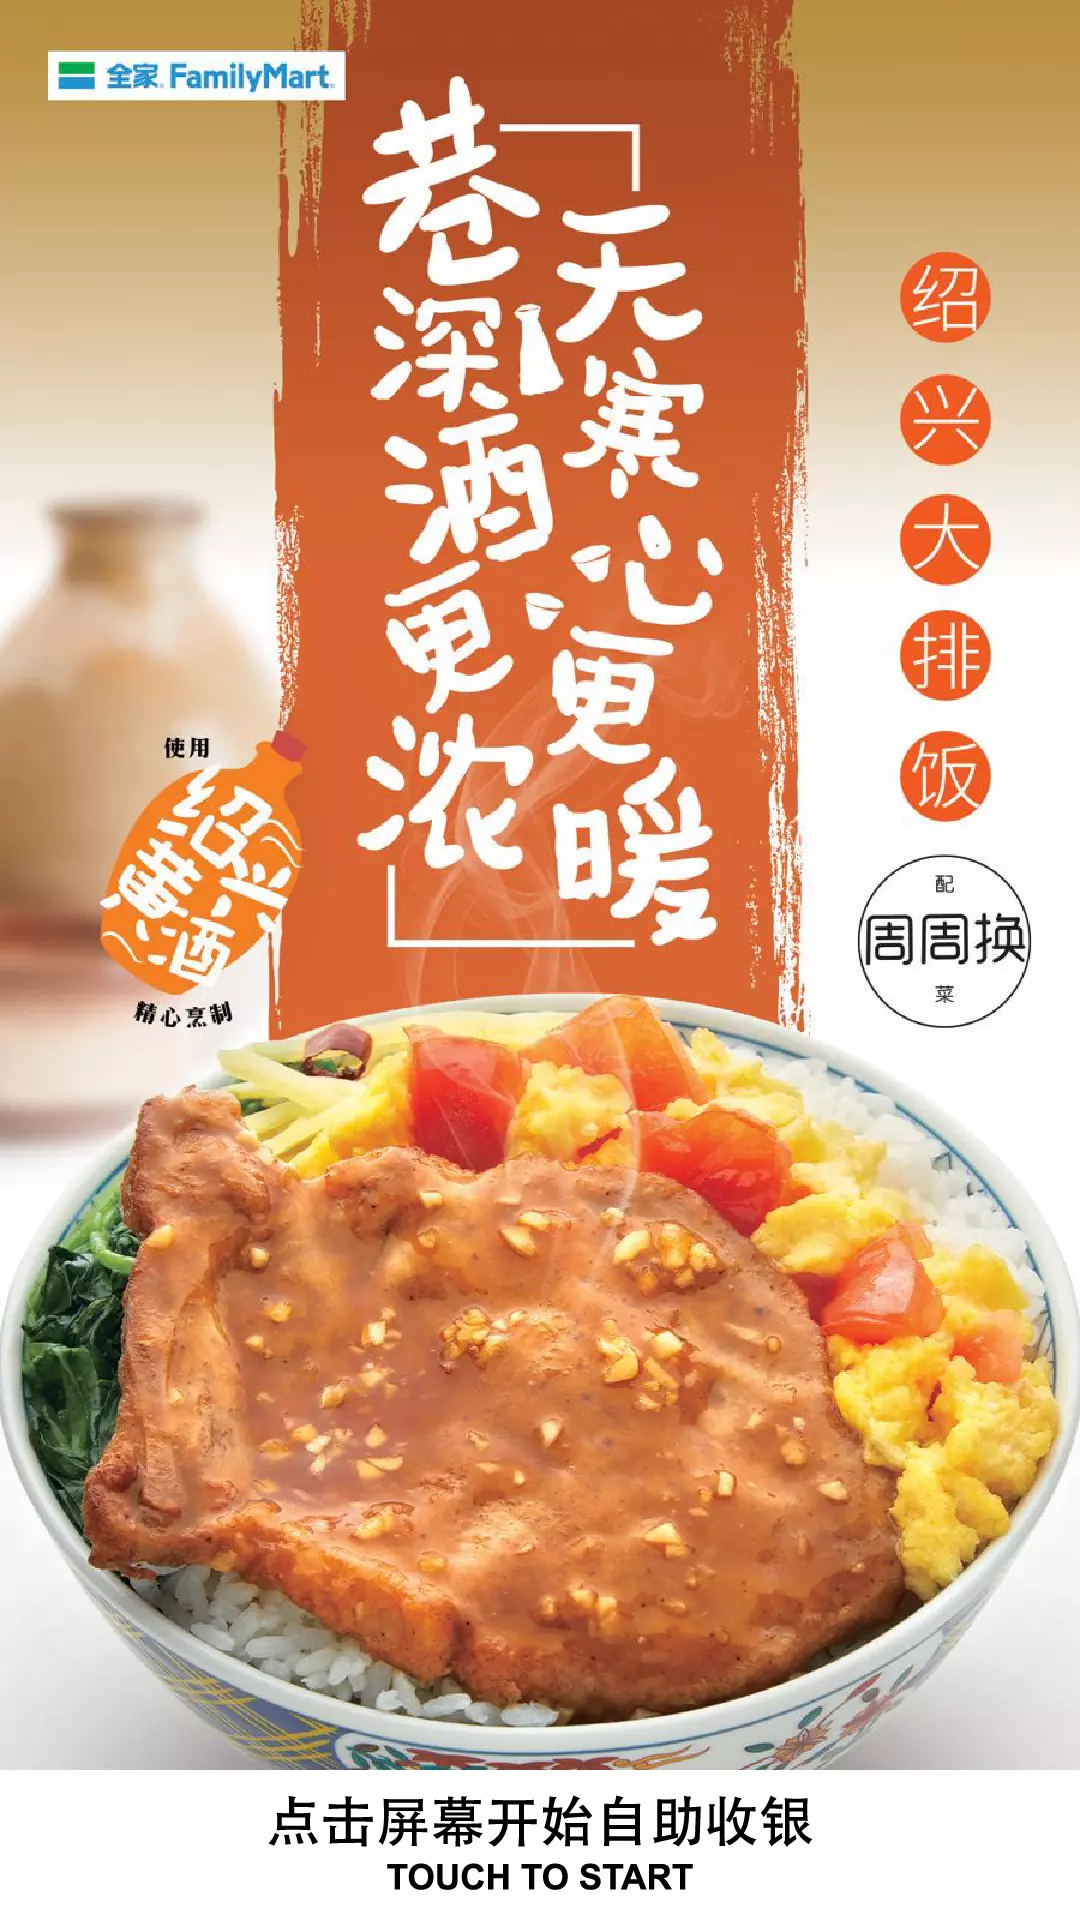 全家 FamilyMart
天寒心更暖
巷深酒更浓
绍兴大排饭
配
周周换
菜
使用
绍兴
黄酒
精心烹制
点击屏幕开始自助收银
TOUCH TO START